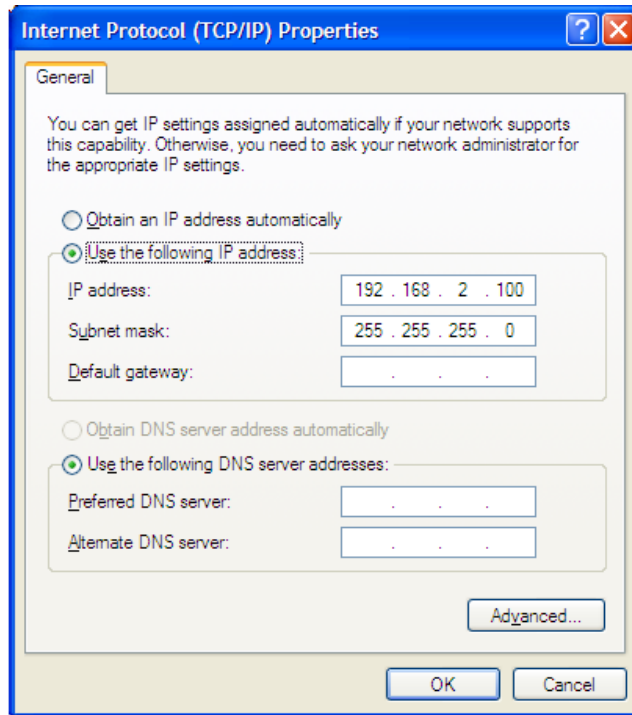 Internet Protocol (TCP/IP) Properties
General
You can get IP settings assigned automatically if your network supports
this capability. Otherwise, you need to ask your network administrator for
the appropriate IP settings.
Obtain an IP address automatically
Use the following IP address:
IP address: 192 . 168 . 2 . 100
Subnet mask: 255 . 255 . 255 . 0
Default gateway: . . .
Obtain DNS server address automatically
Use the following DNS server addresses:
Preferred DNS server: . . .
Alternate DNS server: . . .
Advanced...
OK Cancel